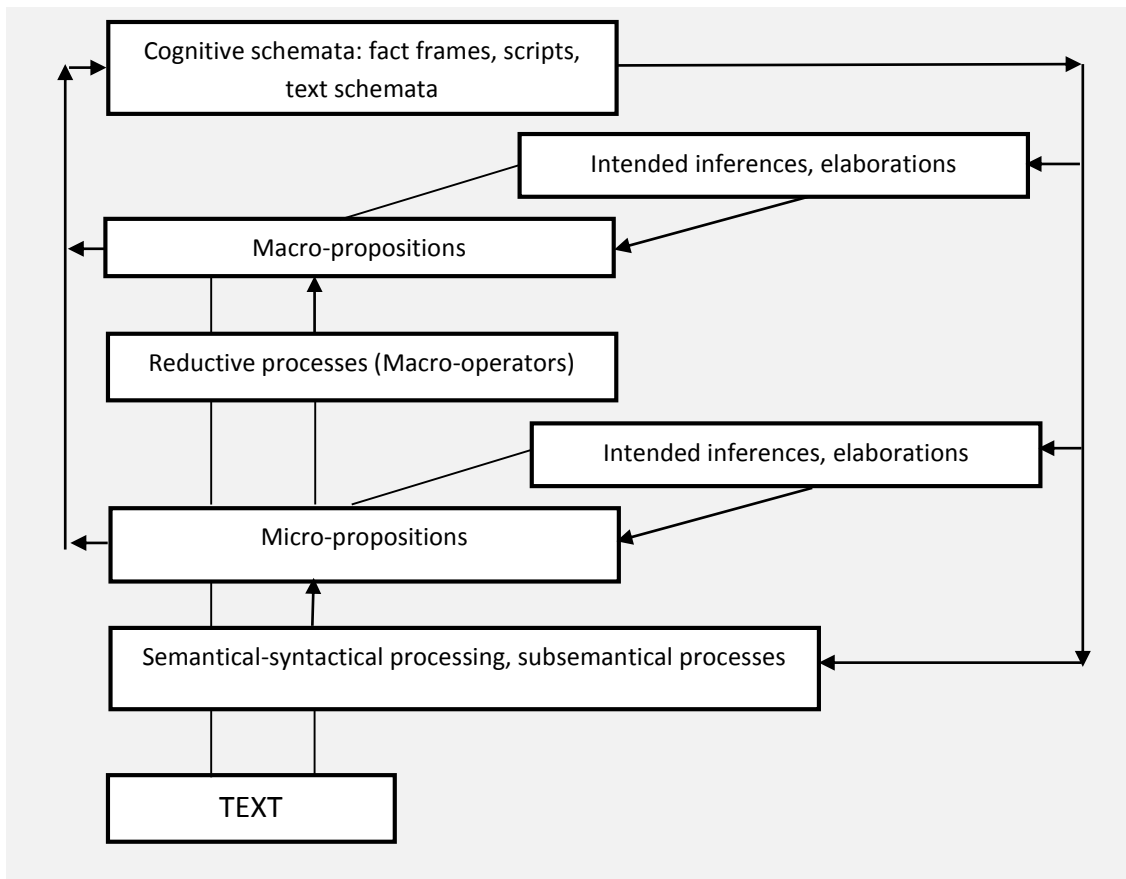 Cognitive schemata: fact frames, scripts,
text schemata
Intended inferences, elaborations
Macro-propositions
Reductive processes (Macro-operators)
Intended inferences, elaborations
Micro-propositions
Semantical-syntactical processing, subsemantical processes
TEXT